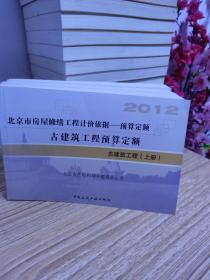 2012
北京市房屋修缮工程计价依据——预算定额
古建筑工程预算定额
古建筑工程（上册）
中国建筑工业出版社